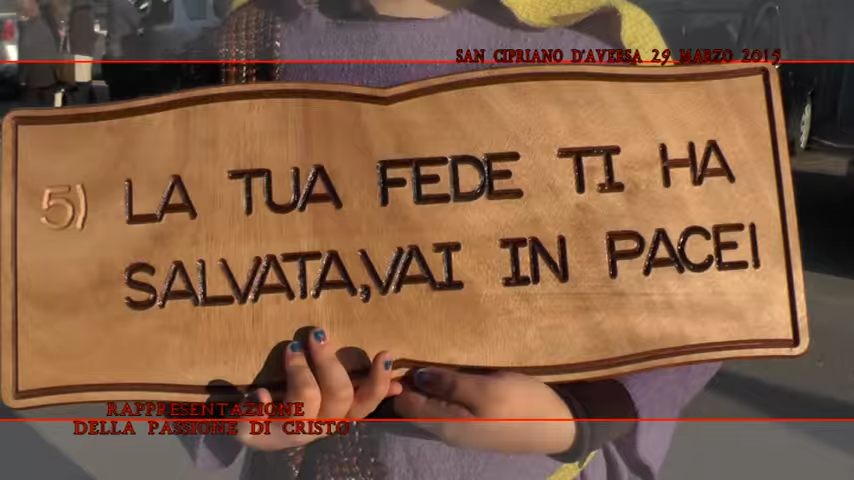 SAN CIPRIANO D'AVERSA 29 MARZO 2015
5) LA TUA FEDE TI HA
SALVATA,VAI IN PACE!
RAPPRESENTAZIONE
DELLA PASSIONE DI CRISTO